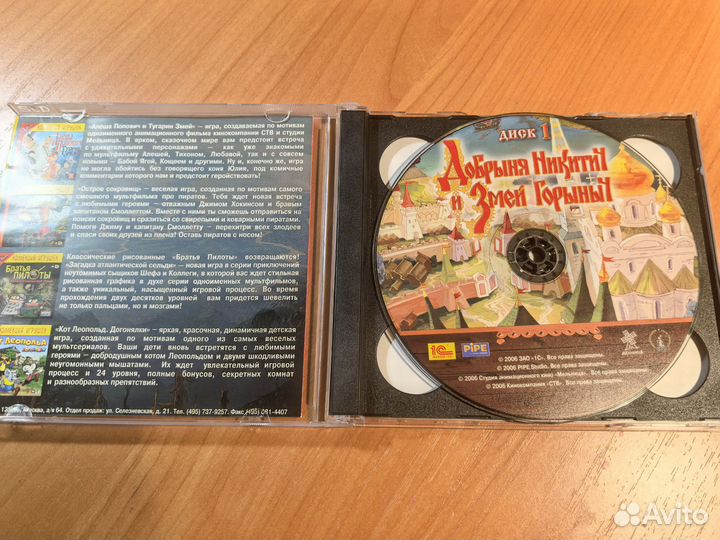 «Алеша Попович и Тугарин Змей» — игра, создаваемая по мотивам
одноименного анимационного фильма кинокомпании СТВ и студии
Мельница. В ярком, сказочном мире вам предстоит встреча
с удивительными персонажами — как уже знакомыми
по мультфильму Алешей, Тихоном, Любавой, так и с совсем
новыми — Бабой Ягой, Кощеем и другими. Ну и, конечно же, игра
не могла обойтись без говорящего коня Юлия, под комичные
комментарии которого нам и предстоит геройствовать!
«Остров сокровищ» — веселая игра, созданная по мотивам самого
смешного мультфильма про пиратов. Тебя ждет новая встреча
с любимыми героями — отважным Джимом Хокинсом и бравым
капитаном Смоллеттом. Вместе с ними ты сможешь отправиться на
поиски сокровищ и сразиться со свирепыми и коварными пиратами.
Помоги Джиму и капитану Смоллетту — перехитри всех злодеев
и спаси своих друзей из плена! Оставь пиратов с носом!
БРАТЬЯ
ПИЛОТЫ
Классические рисованные «Братья Пилоты» возвращаются!
«Загадка атлантической сельди» — новая игра в серии приключений
неутомимых сыщиков Шефа и Коллеги, в которой вас ждет стильная
рисованная графика в духе серии одноименных мультфильмов,
а также уникальный, насыщенный игровой процесс. Во время
прохождения двух десятков уровней вам придется шевелить
не только пальцами, но и мозгами!
«Кот Леопольд. Догонялки» — яркая, красочная, динамичная детская
игра, созданная по мотивам одного из самых веселых
мультсериалов. Ваши дети вновь встретятся с любимыми
героями — добродушным котом Леопольдом и двумя шкодливыми
неугомонными мышатами. Их ждет увлекательный игровой
процесс и 24 уровня, полные бонусов, секретных комнат
и разнообразных препятствий.
а/я 64. Отдел продаж: ул. Селезневская, д. 21. Тел. (495) 737-9257. Факс (495) 681-4407
ДИСК 1
ДОБРЫНЯ НИКИТИЧ
И ЗМЕЙ ГОРЫНЫЧ
1С
PIPE
© 2006 ЗАО «1С». Все права защищены.
© 2006 PIPE Studio. Все права защищены.
© 2006 Студия анимационного кино «Мельница». Все права защищены.
© 2006 Кинокомпания «СТВ». Все права защищены.
Avito